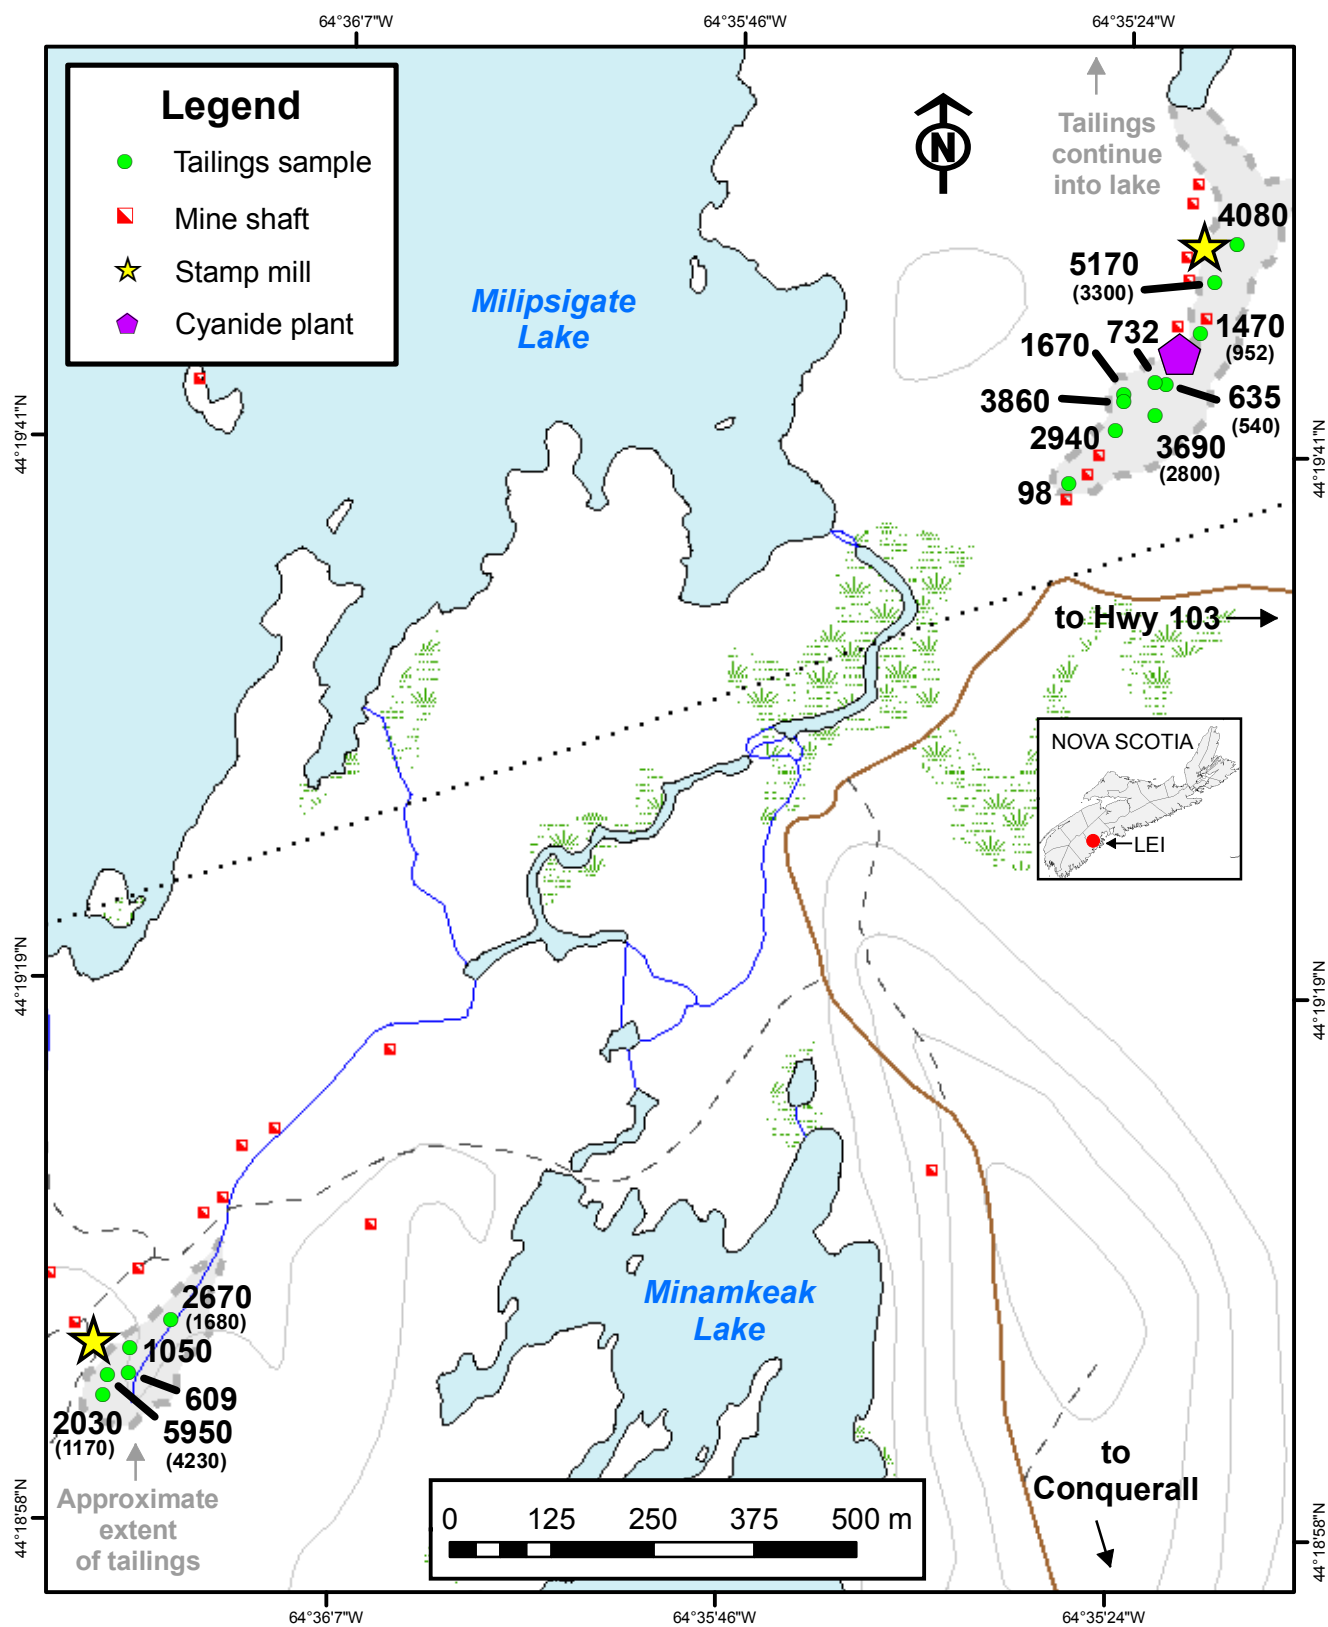 64°36'7"W
64°35'46"W
64°35'24"W
Legend
Tailings sample
Mine shaft
Stamp mill
Cyanide plant
Tailings
continue
into lake
N
4080
5170
(3300)
1470
(952)
732
1670
3860
635
(540)
2940
3690
(2800)
98
Milipsigate
Lake
44°19'41"N
44°19'41"N
to Hwy 103
NOVA SCOTIA
LEI
44°19'19"N
44°19'19"N
2670
(1680)
1050
609
2030
(1170)
5950
(4230)
Minamkeak
Lake
Approximate
extent
of tailings
to
Conquerall
0 125 250 375 500 m
44°18'58"N
44°18'58"N
64°36'7"W
64°35'46"W
64°35'24"W